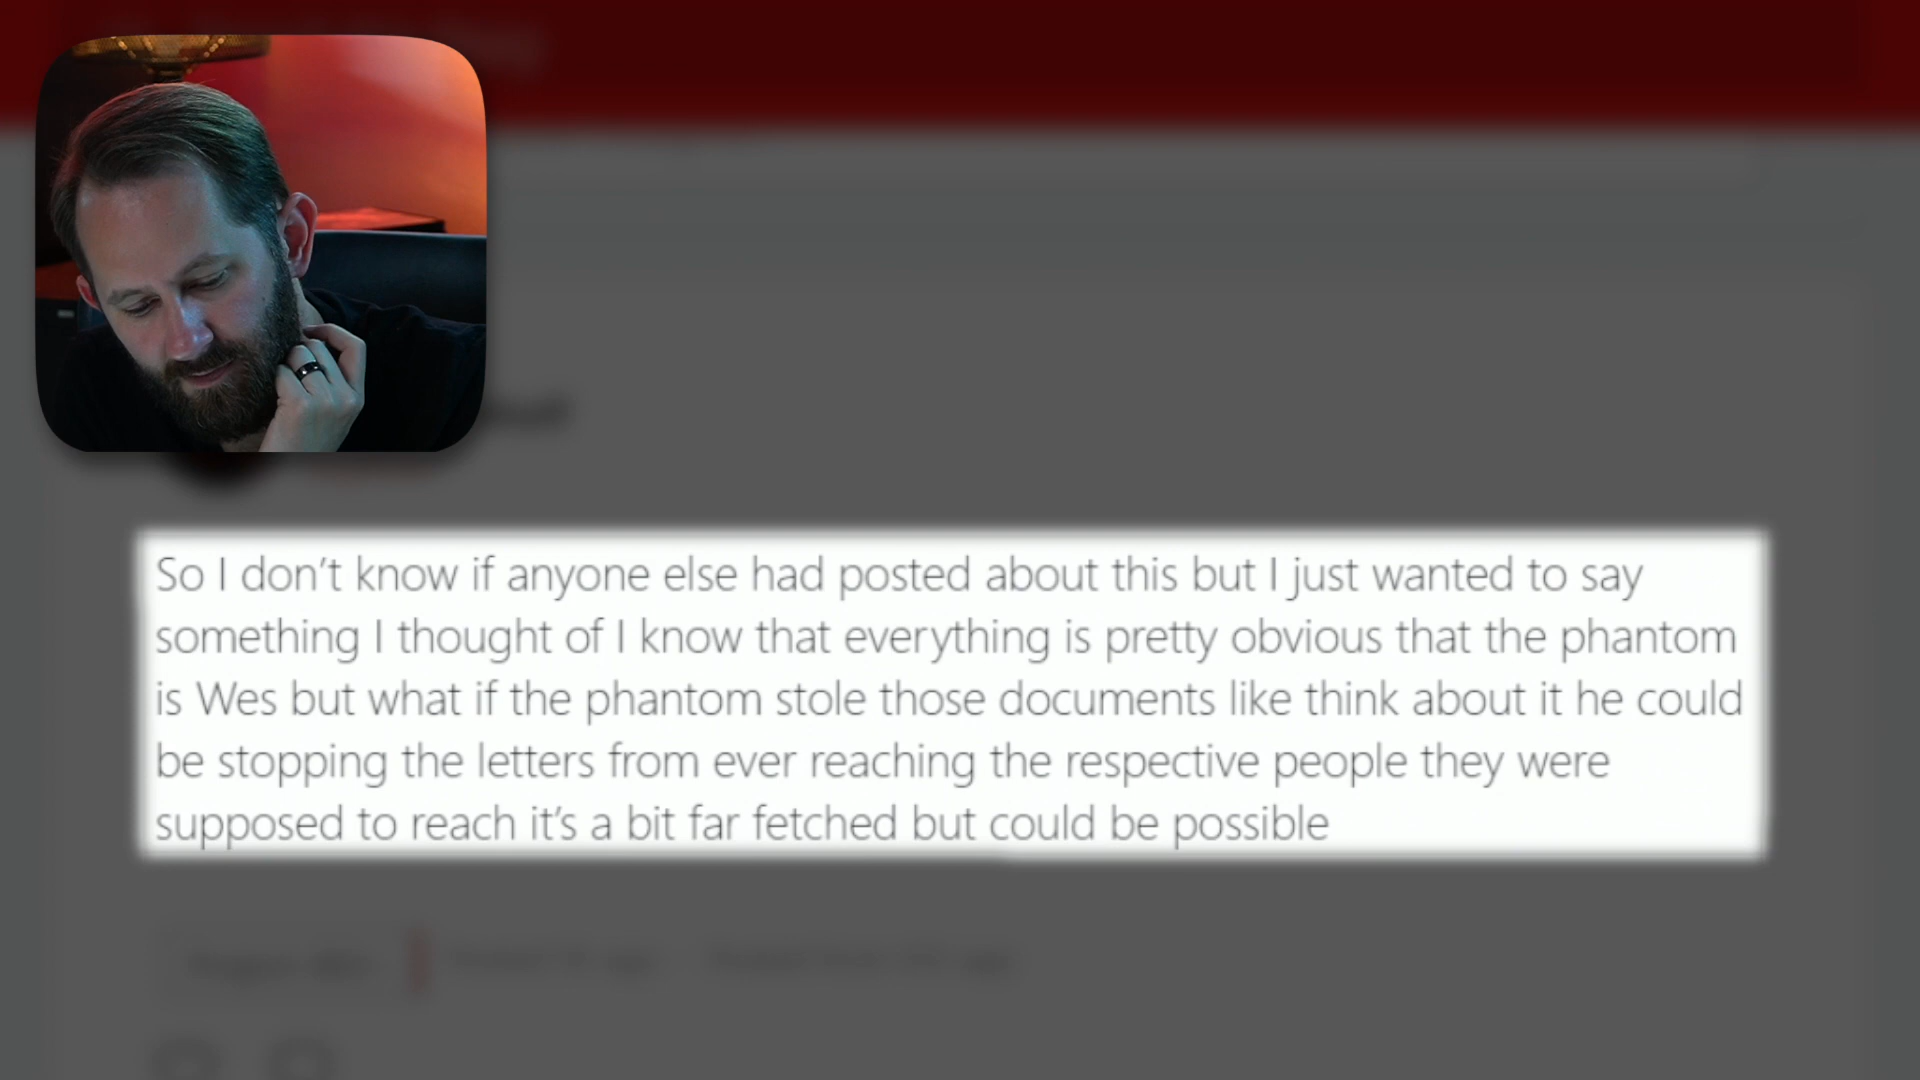 So I don't know if anyone else had posted about this but I just wanted to say
something I thought of I know that everything is pretty obvious that the phantom
is Wes but what if the phantom stole those documents like think about it he could
be stopping the letters from ever reaching the respective people they were
supposed to reach it's a bit far fetched but could be possible